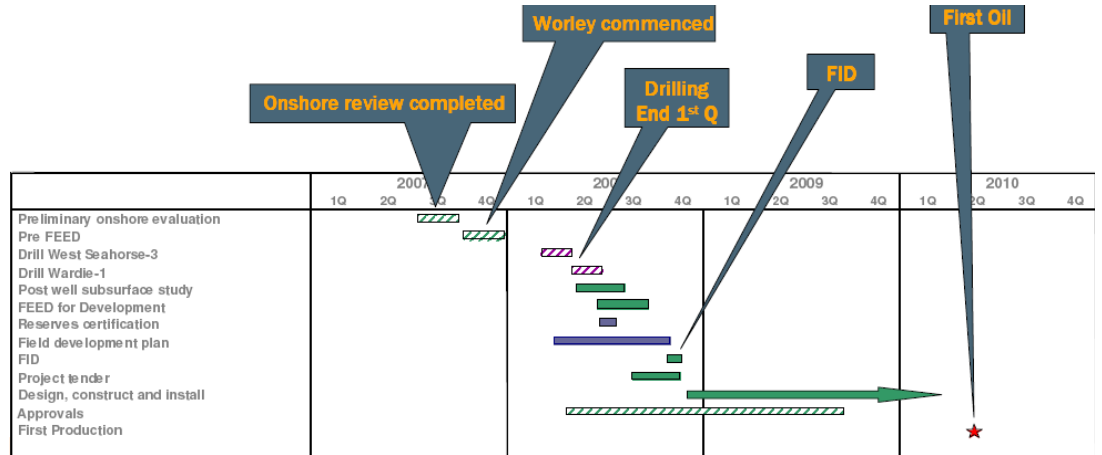 Worley commenced
First Oil
Onshore review completed
Drilling
End 1st Q
FID
2007 2009 2010
1Q 2Q 3Q 4Q 1Q 2Q 3Q 4Q 1Q 2Q 3Q 4Q 1Q 2Q 4Q
Preliminary onshore evaluation
Pre FEED
Drill West Seahorse-3
Drill Wardie-1
Post well subsurface study
FEED for Development
Reserves certification
Field development plan
FID
Project tender
Design, construct and install
Approvals
First Production